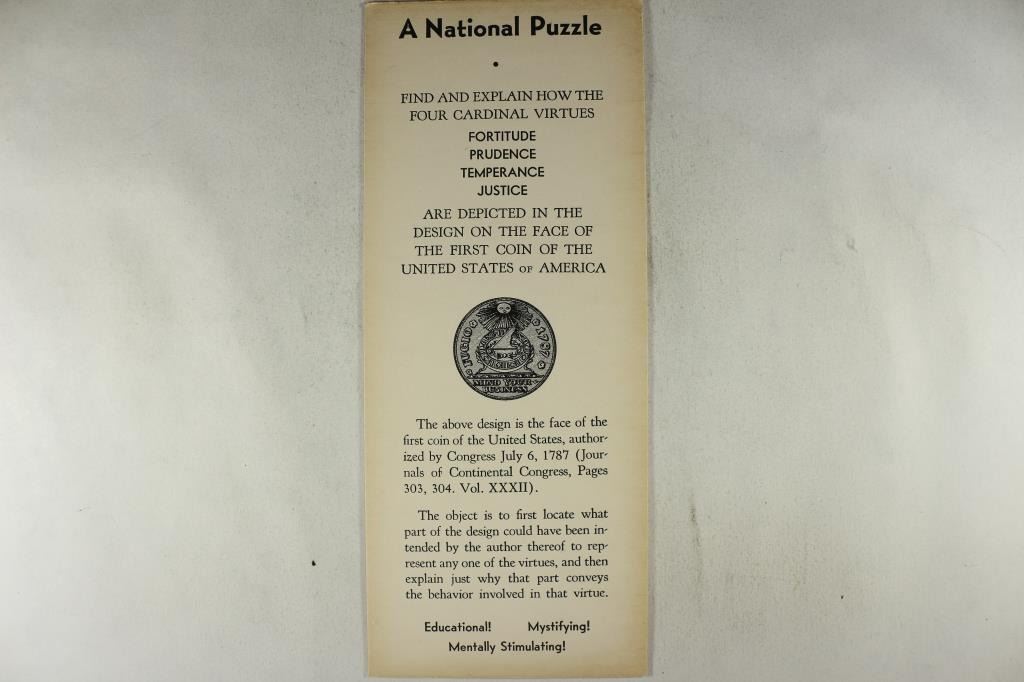 A National Puzzle
•
FIND AND EXPLAIN HOW THE
FOUR CARDINAL VIRTUES
FORTITUDE
PRUDENCE
TEMPERANCE
JUSTICE
ARE DEPICTED IN THE
DESIGN ON THE FACE OF
THE FIRST COIN OF THE
UNITED STATES OF AMERICA
FUGIO
1787
MIND YOUR
BUSINESS
The above design is the face of the
first coin of the United States, author-
ized by Congress July 6, 1787 (Jour-
nals of Continental Congress, Pages
303, 304. Vol. XXXII).
The object is to first locate what
part of the design could have been in-
tended by the author thereof to rep-
resent any one of the virtues, and then
explain just why that part conveys
the behavior involved in that virtue.
Educational! Mystifying!
Mentally Stimulating!